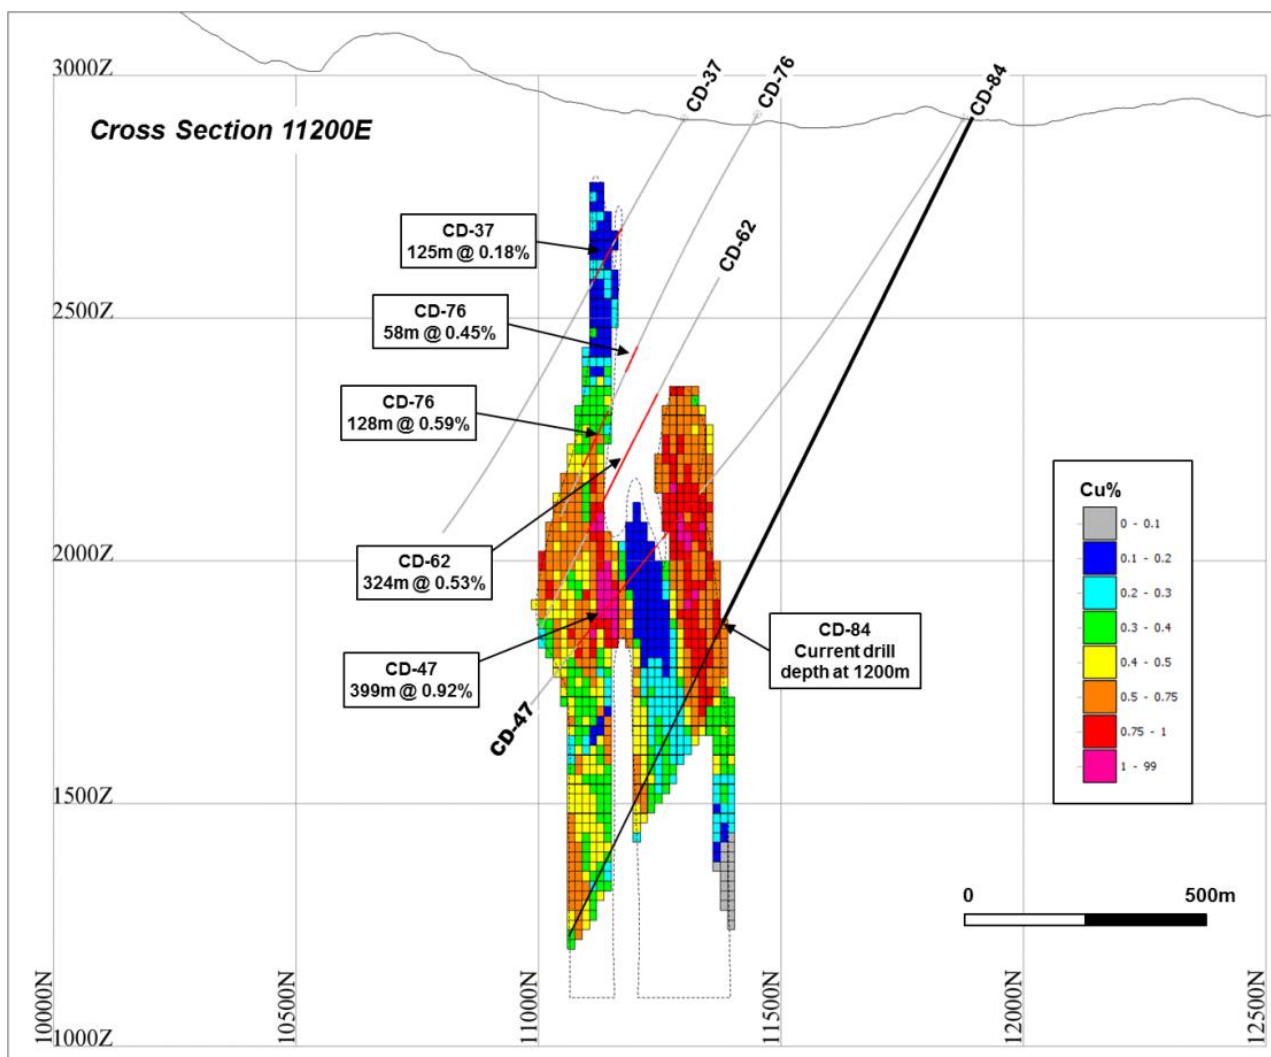 CD-37
CD-76
CD-84
3000Z
Cross Section 11200E
CD-37
125m @ 0.18%
CD-62
CD-76
58m @ 0.45%
2500Z
CD-76
128m @ 0.59%
Cu%
0 - 0.1
0.1 - 0.2
0.2 - 0.3
0.3 - 0.4
0.4 - 0.5
0.5 - 0.75
0.75 - 1
1 - 99
2000Z
CD-62
324m @ 0.53%
CD-84
Current drill
depth at 1200m
CD-47
399m @ 0.92%
CD-47
1500Z
0 500m
1000Z
10000N
10500N
11000N
11500N
12000N
12500N